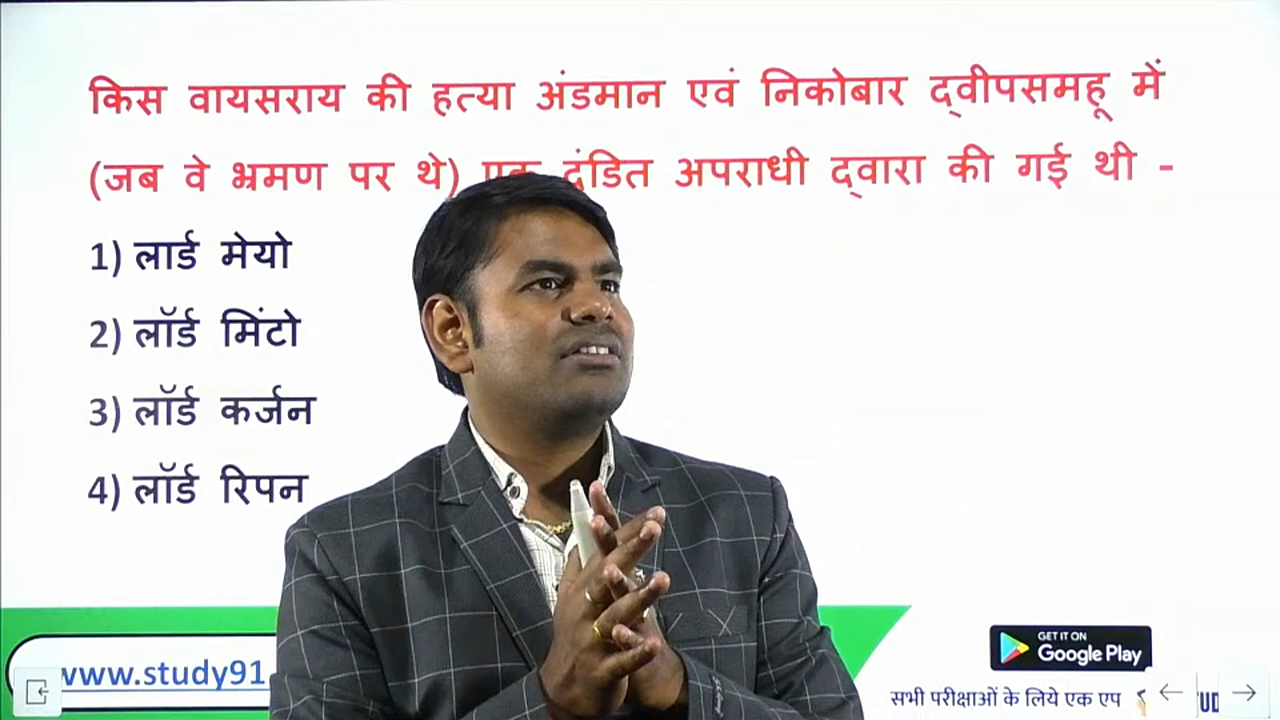 किस वायसराय की हत्या अंडमान एवं निकोबार द्वीपसमहू में
(जब वे भ्रमण पर थे) एक दंडित अपराधी द्वारा की गई थी -
1) लार्ड मेयो
2) लॉर्ड मिंटो
3) लॉर्ड कर्जन
4) लॉर्ड रिपन
www.study91
GET IT ON
Google Play
सभी परीक्षाओं के लिये एक एप